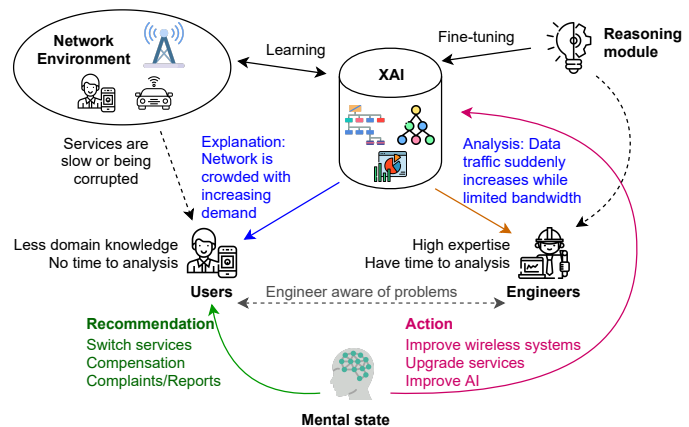 Network
Environment
Learning
Fine-tuning
Reasoning
module
XAI
Services are
slow or being
corrupted
Explanation:
Network is
crowded with
increasing
demand
Analysis: Data
traffic suddenly
increases while
limited bandwidth
Less domain knowledge
No time to analysis
High expertise
Have time to analysis
Users
Engineer aware of problems
Engineers
Recommendation
Switch services
Compensation
Complaints/Reports
Action
Improve wireless systems
Upgrade services
Improve AI
Mental state